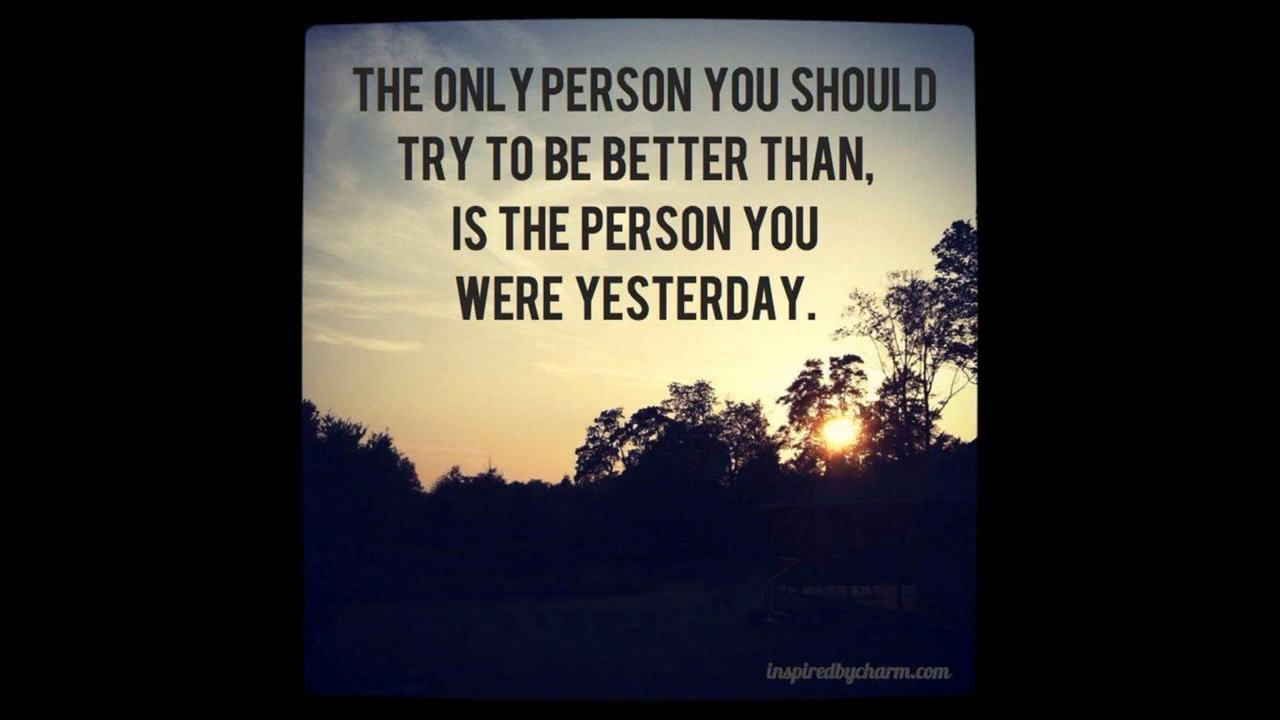 THE ONLY PERSON YOU SHOULD
TRY TO BE BETTER THAN,
IS THE PERSON YOU
WERE YESTERDAY.
inspiredbycharm.com